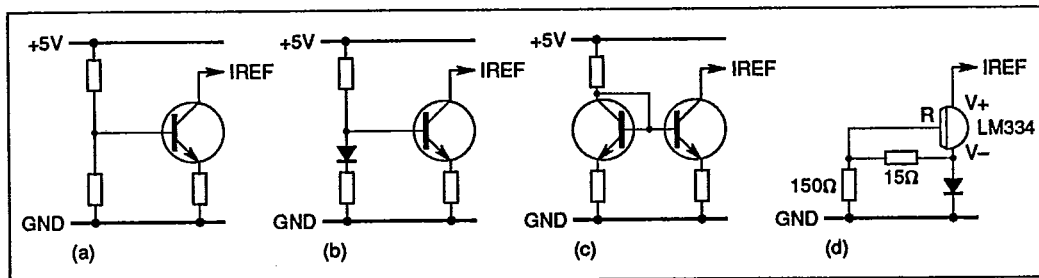 +5V
IREF
GND
(a)
+5V
IREF
GND
(b)
+5V
IREF
GND
(c)
IREF
R
V+
LM334
V–
15Ω
150Ω
GND
(d)